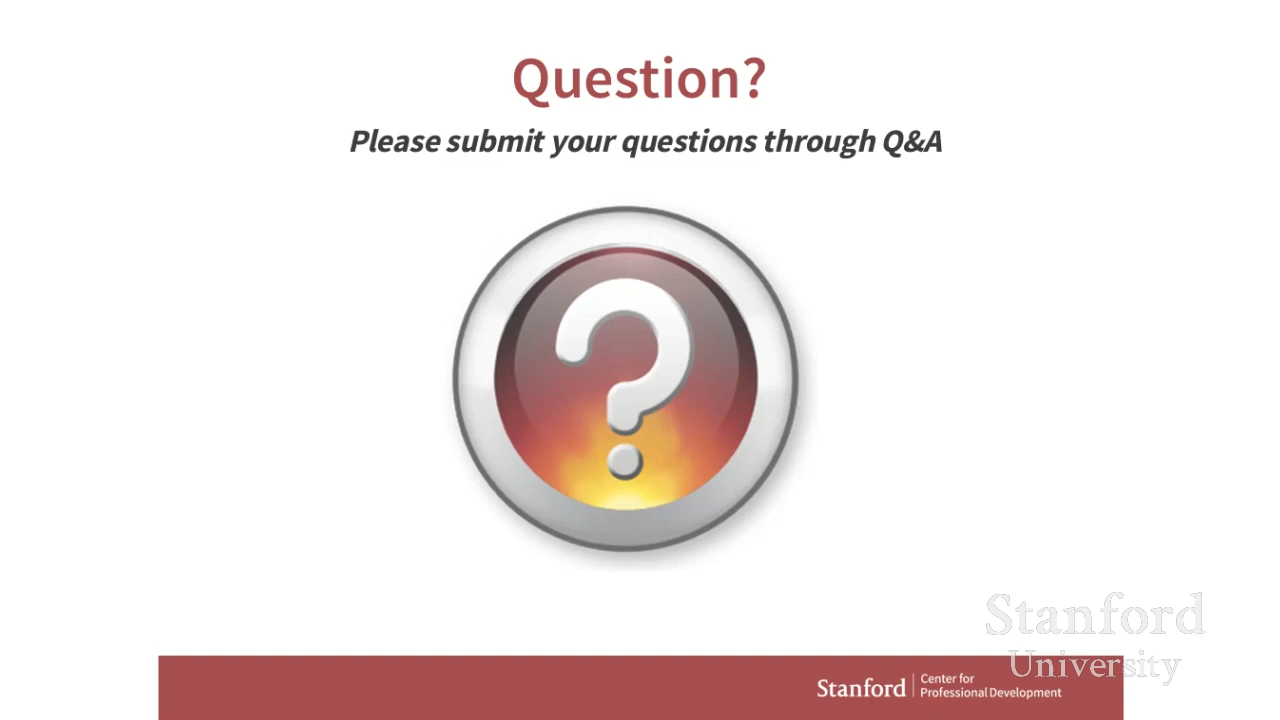 Question?
Please submit your questions through Q&A
?
Stanford
University
Stanford
Center for
Professional Development